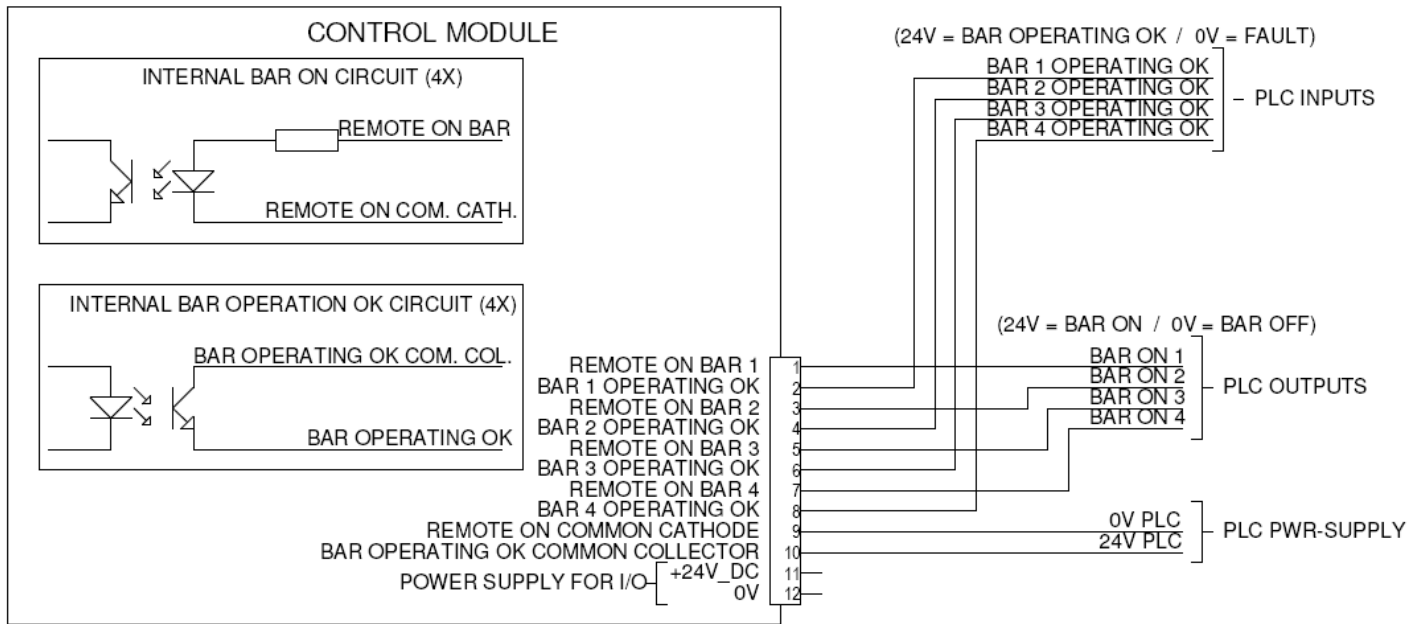 CONTROL MODULE
INTERNAL BAR ON CIRCUIT (4X)
REMOTE ON BAR
REMOTE ON COM. CATH.
INTERNAL BAR OPERATION OK CIRCUIT (4X)
BAR OPERATING OK COM. COL.
BAR OPERATING OK
(24V = BAR OPERATING OK / 0V = FAULT)
BAR 1 OPERATING OK
BAR 2 OPERATING OK
BAR 3 OPERATING OK
BAR 4 OPERATING OK
PLC INPUTS
(24V = BAR ON / 0V = BAR OFF)
BAR ON 1
BAR ON 2
BAR ON 3
BAR ON 4
PLC OUTPUTS
0V PLC
24V PLC
PLC PWR-SUPPLY
REMOTE ON BAR 1 1
BAR 1 OPERATING OK 2
REMOTE ON BAR 2 3
BAR 2 OPERATING OK 4
REMOTE ON BAR 3 5
BAR 3 OPERATING OK 6
REMOTE ON BAR 4 7
BAR 4 OPERATING OK 8
REMOTE ON COMMON CATHODE 9
BAR OPERATING OK COMMON COLLECTOR 10
POWER SUPPLY FOR I/O
+24V_DC 11
0V 12